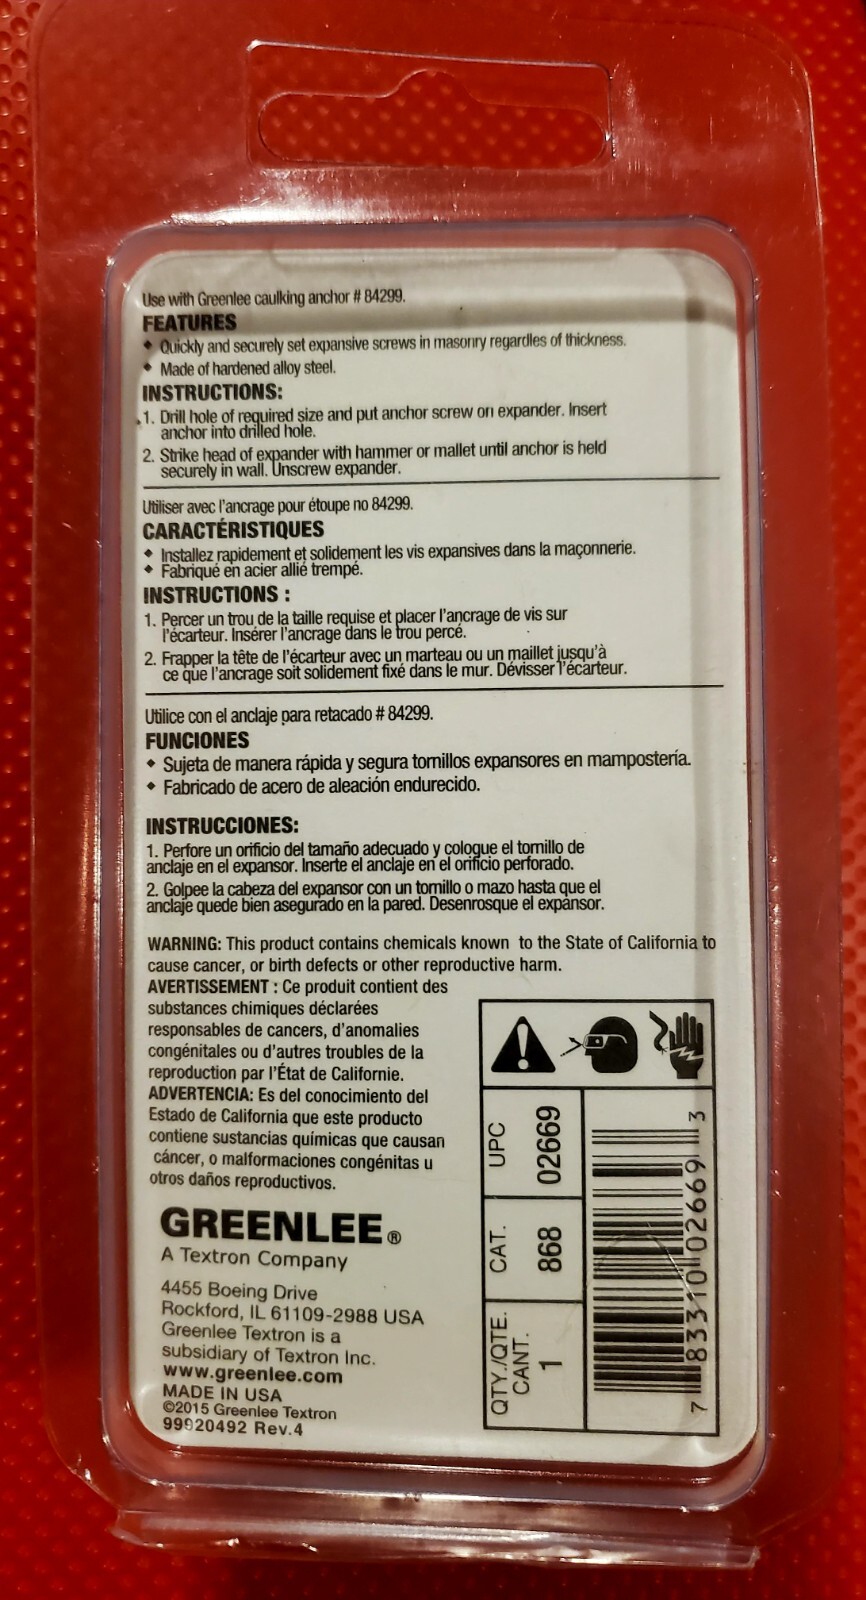 Use with Greenlee caulking anchor # 84299.
FEATURES
◆ Quickly and securely set expansive screws in masonry regardles of thickness.
◆ Made of hardened alloy steel.
INSTRUCTIONS:
1. Drill hole of required size and put anchor screw on expander. Insert
anchor into drilled hole.
2. Strike head of expander with hammer or mallet until anchor is held
securely in wall. Unscrew expander.
Utiliser avec l'ancrage pour étoupe no 84299.
CARACTÉRISTIQUES
◆ Installez rapidement et solidement les vis expansives dans la maçonnerie.
◆ Fabriqué en acier allié trempé.
INSTRUCTIONS :
1. Percer un trou de la taille requise et placer l'ancrage de vis sur
l'écarteur. Insérer l'ancrage dans le trou percé.
2. Frapper la tête de l'écarteur avec un marteau ou un maillet jusqu'à
ce que l'ancrage soit solidement fixé dans le mur. Dévisser l'écarteur.
Utilice con el anclaje para retacado # 84299.
FUNCIONES
◆ Sujeta de manera rápida y segura tornillos expansores en mampostería.
◆ Fabricado de acero de aleación endurecido.
INSTRUCCIONES:
1. Perfore un orificio del tamaño adecuado y cologue el tornillo de
anclaje en el expansor. Inserte el anclaje en el orificio perforado.
2. Golpee la cabeza del expansor con un tornillo o mazo hasta que el
anclaje quede bien asegurado en la pared. Desenrosque el expansor.
WARNING: This product contains chemicals known to the State of California to
cause cancer, or birth defects or other reproductive harm.
AVERTISSEMENT : Ce produit contient des
substances chimiques déclarées
responsables de cancers, d'anomalies
congénitales ou d'autres troubles de la
reproduction par l'État de Californie.
ADVERTENCIA: Es del conocimiento del
Estado de California que este producto
contiene sustancias químicas que causan
cáncer, o malformaciones congénitas u
otros daños reproductivos.
GREENLEE®
A Textron Company
4455 Boeing Drive
Rockford, IL 61109-2988 USA
Greenlee Textron is a
subsidiary of Textron Inc.
www.greenlee.com
MADE IN USA
©2015 Greenlee Textron
99920492 Rev.4
QTY./QTE.
CANT.
1
CAT.
868
UPC
02669
7 83310 02669 3